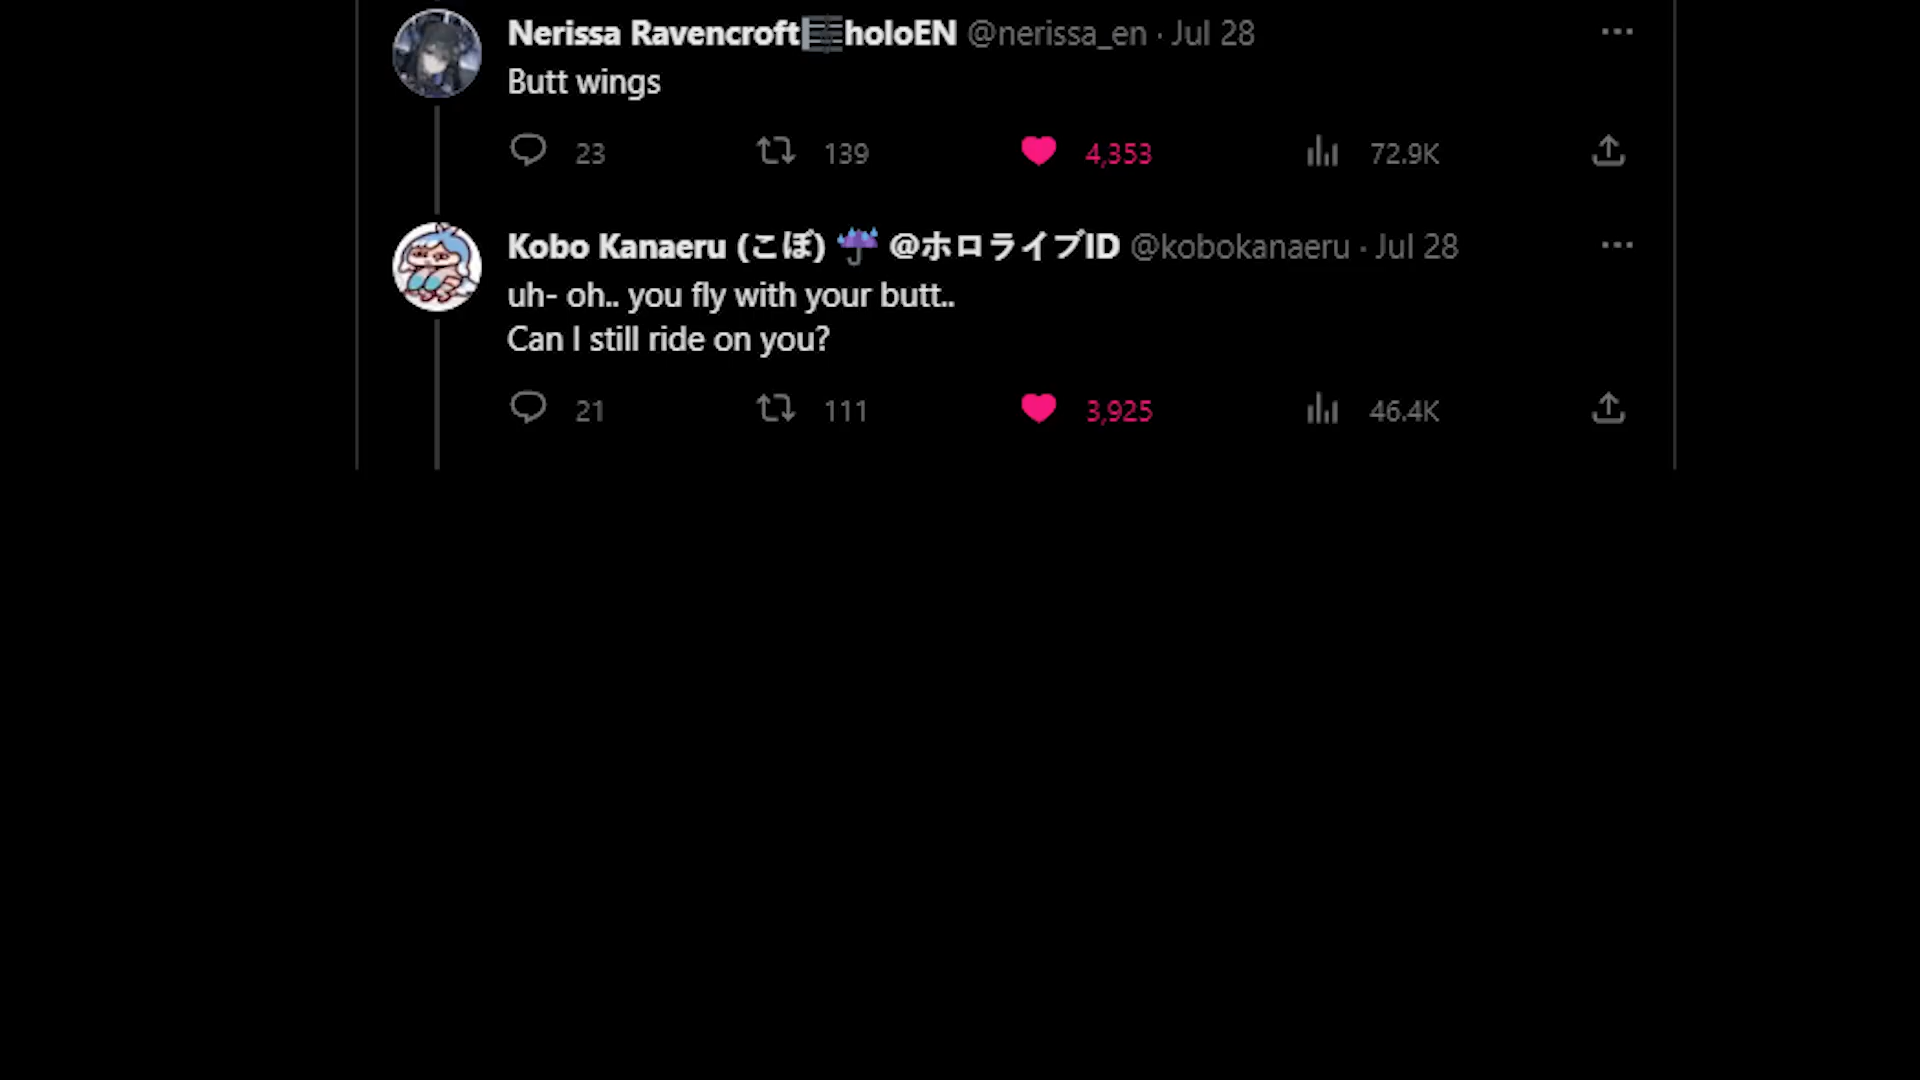 Nerissa Ravencroft🎼holoEN @nerissa_en · Jul 28
Butt wings
23 139 4,353 72.9K
Kobo Kanaeru (こぼ) ☔ @ホロライブID @kobokanaeru · Jul 28
uh- oh.. you fly with your butt..
Can I still ride on you?
21 111 3,925 46.4K